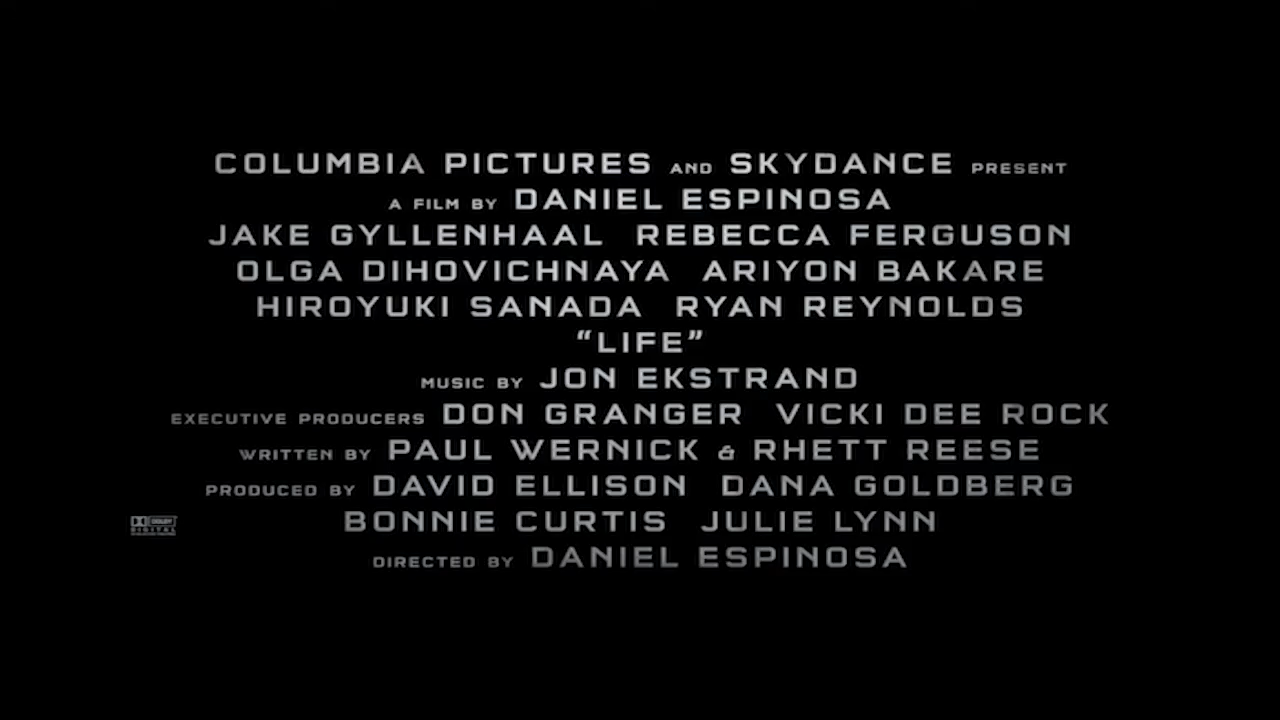 COLUMBIA PICTURES AND SKYDANCE PRESENT
A FILM BY DANIEL ESPINOSA
JAKE GYLLENHAAL REBECCA FERGUSON
OLGA DIHOVICHNAYA ARIYON BAKARE
HIROYUKI SANADA RYAN REYNOLDS
“LIFE”
MUSIC BY JON EKSTRAND
EXECUTIVE PRODUCERS DON GRANGER VICKI DEE ROCK
WRITTEN BY PAUL WERNICK & RHETT REESE
PRODUCED BY DAVID ELLISON DANA GOLDBERG
BONNIE CURTIS JULIE LYNN
DOLBY
DIGITAL
DIRECTED BY DANIEL ESPINOSA